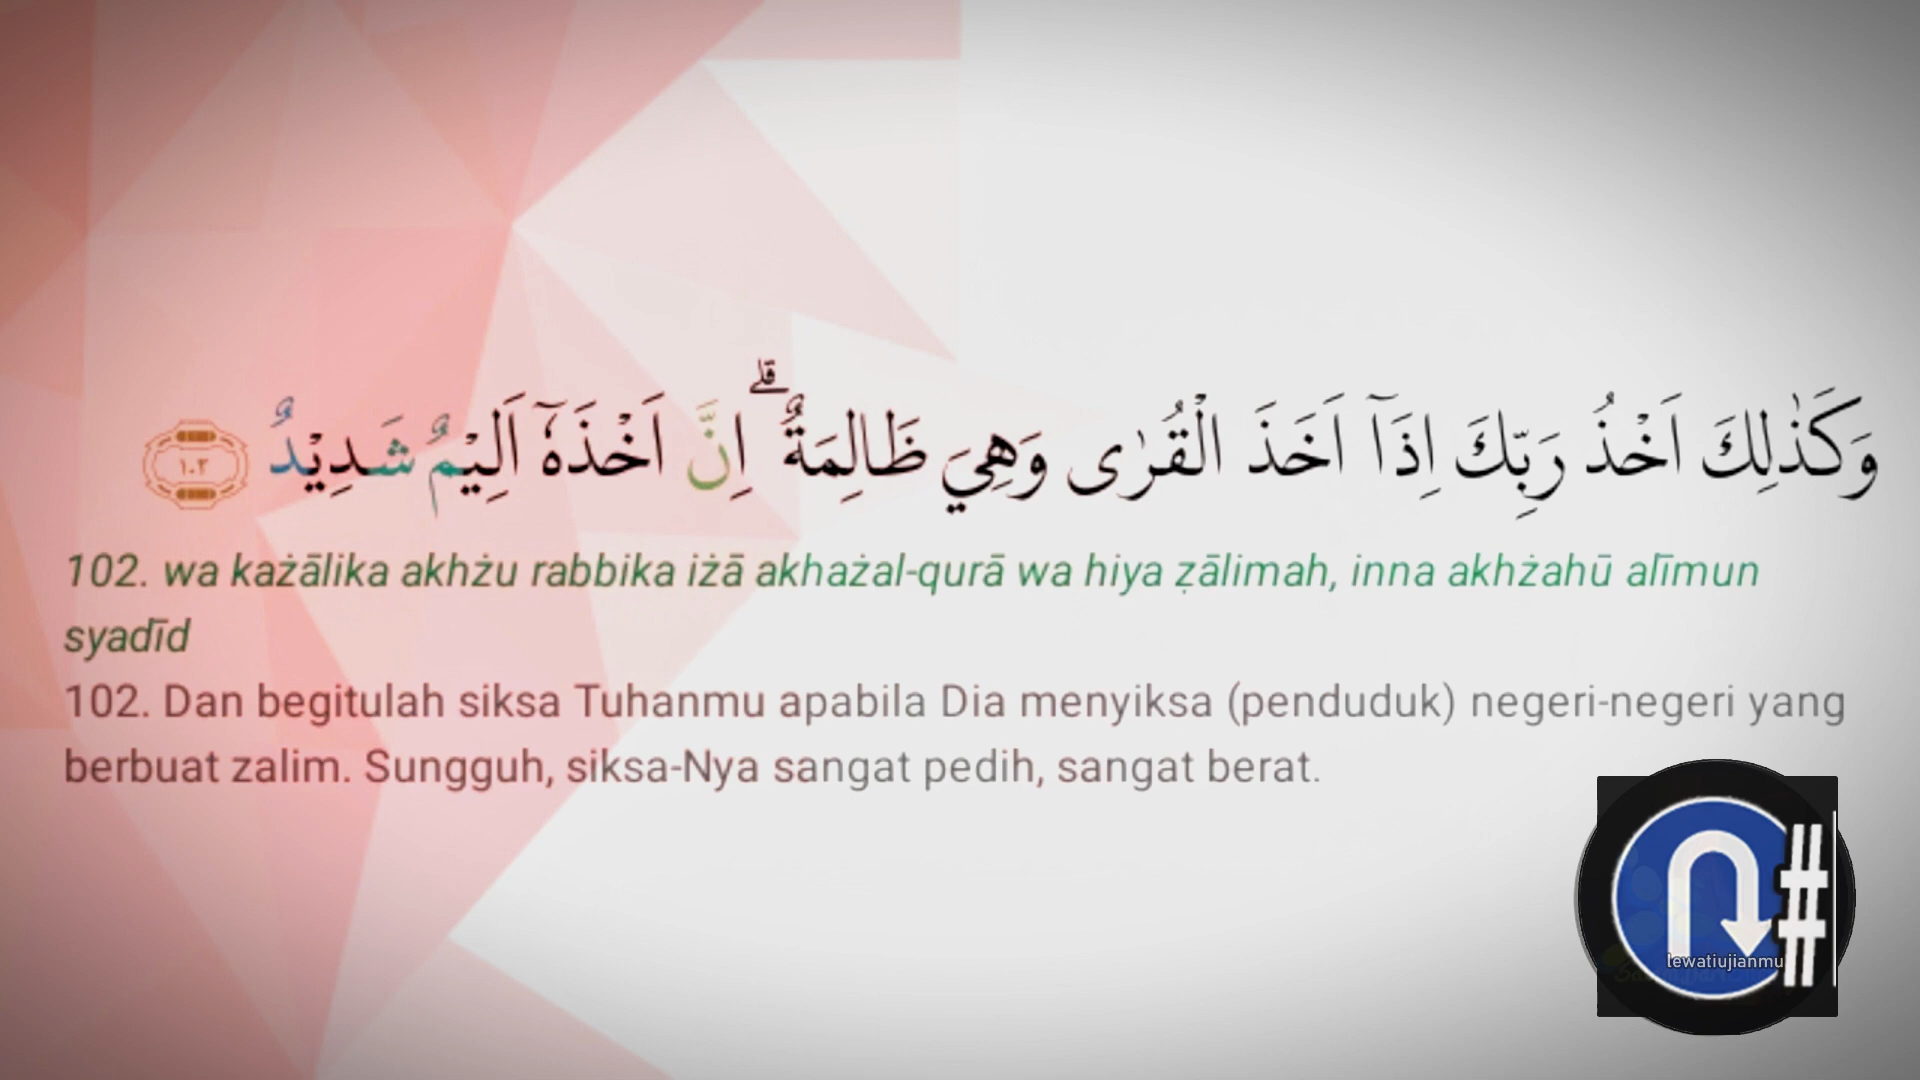 وَكَذٰلِكَ اَخْذُ رَبِّكَ اِذَآ اَخَذَ الْقُرٰى وَهِيَ ظَالِمَةٌ ۗاِنَّ اَخْذَهٗٓ اَلِيْمٌ شَدِيْدٌ ١٠٢
102. wa każālika akhżu rabbika iżā akhażal-qurā wa hiya ẓālimah, inna akhżahū alīmun
syadīd
102. Dan begitulah siksa Tuhanmu apabila Dia menyiksa (penduduk) negeri-negeri yang
berbuat zalim. Sungguh, siksa-Nya sangat pedih, sangat berat.
#
lewatiujianmu